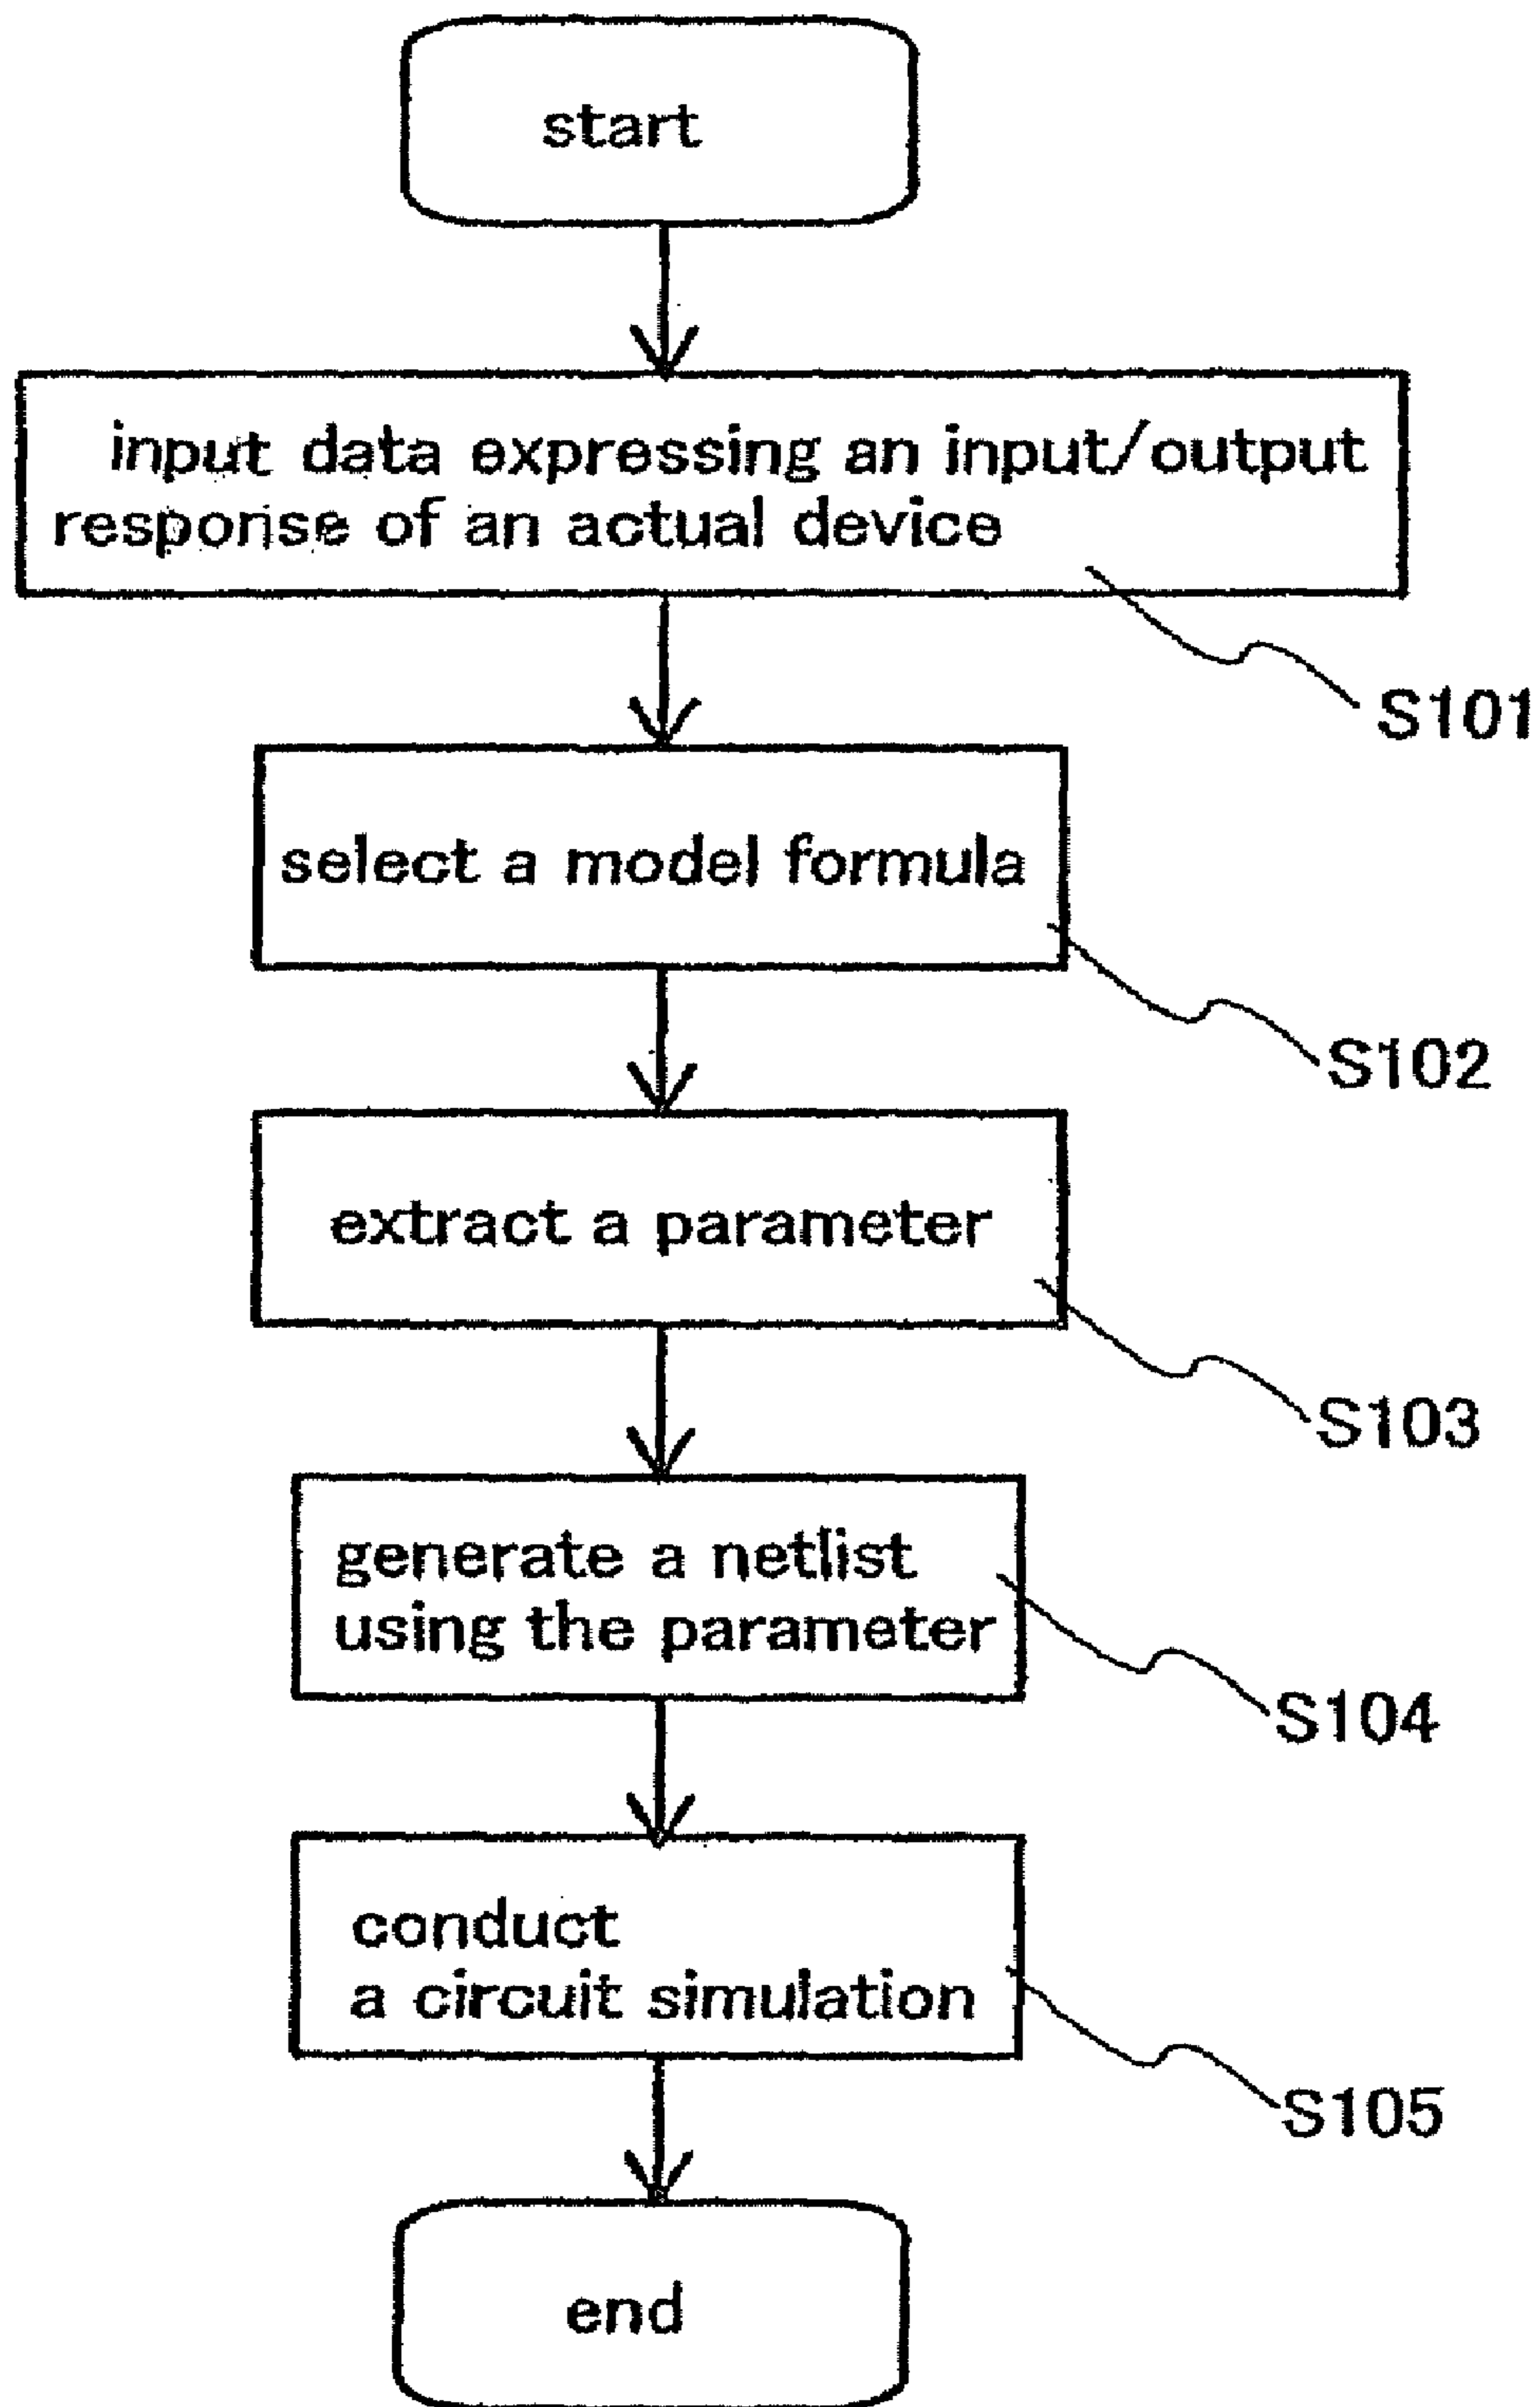 start
input data expressing an input/output
response of an actual device
S101
select a model formula
S102
extract a parameter
S103
generate a netlist
using the parameter
S104
conduct
a circuit simulation
S105
end